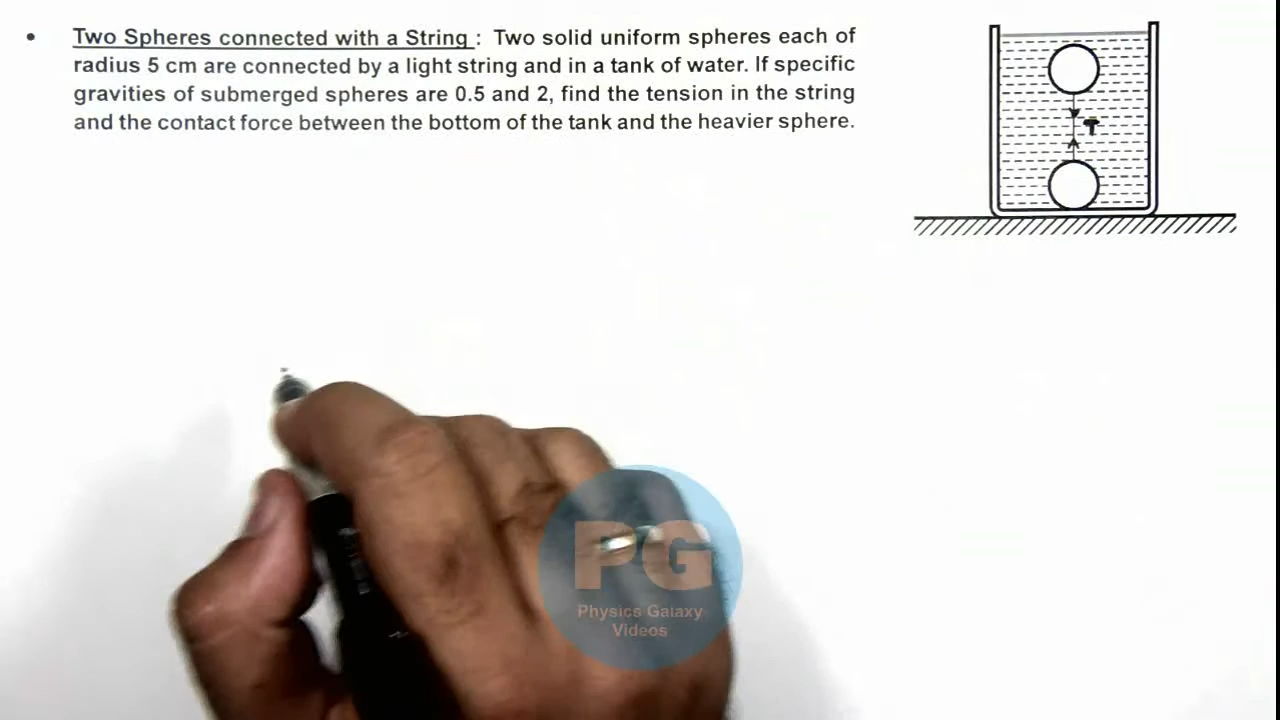 • Two Spheres connected with a String : Two solid uniform spheres each of
radius 5 cm are connected by a light string and in a tank of water. If specific
gravities of submerged spheres are 0.5 and 2, find the tension in the string
and the contact force between the bottom of the tank and the heavier sphere.
T
PG
Physics Galaxy
Videos